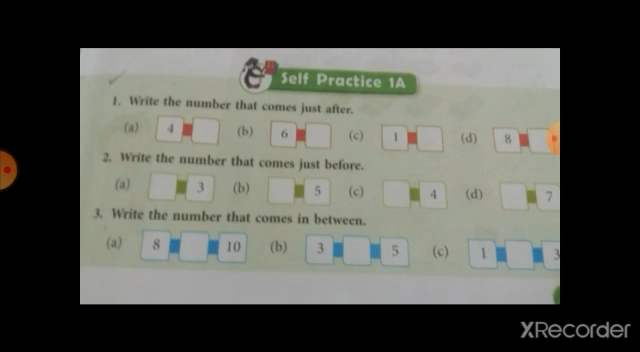 Self Practice 1A
1. Write the number that comes just after.
(a) 4 (b) 6 (c) 1 (d) 8
2. Write the number that comes just before.
(a) 3 (b) 5 (c) 4 (d) 7
3. Write the number that comes in between.
(a) 8 10 (b) 3 5 (c) 1 3
XRecorder